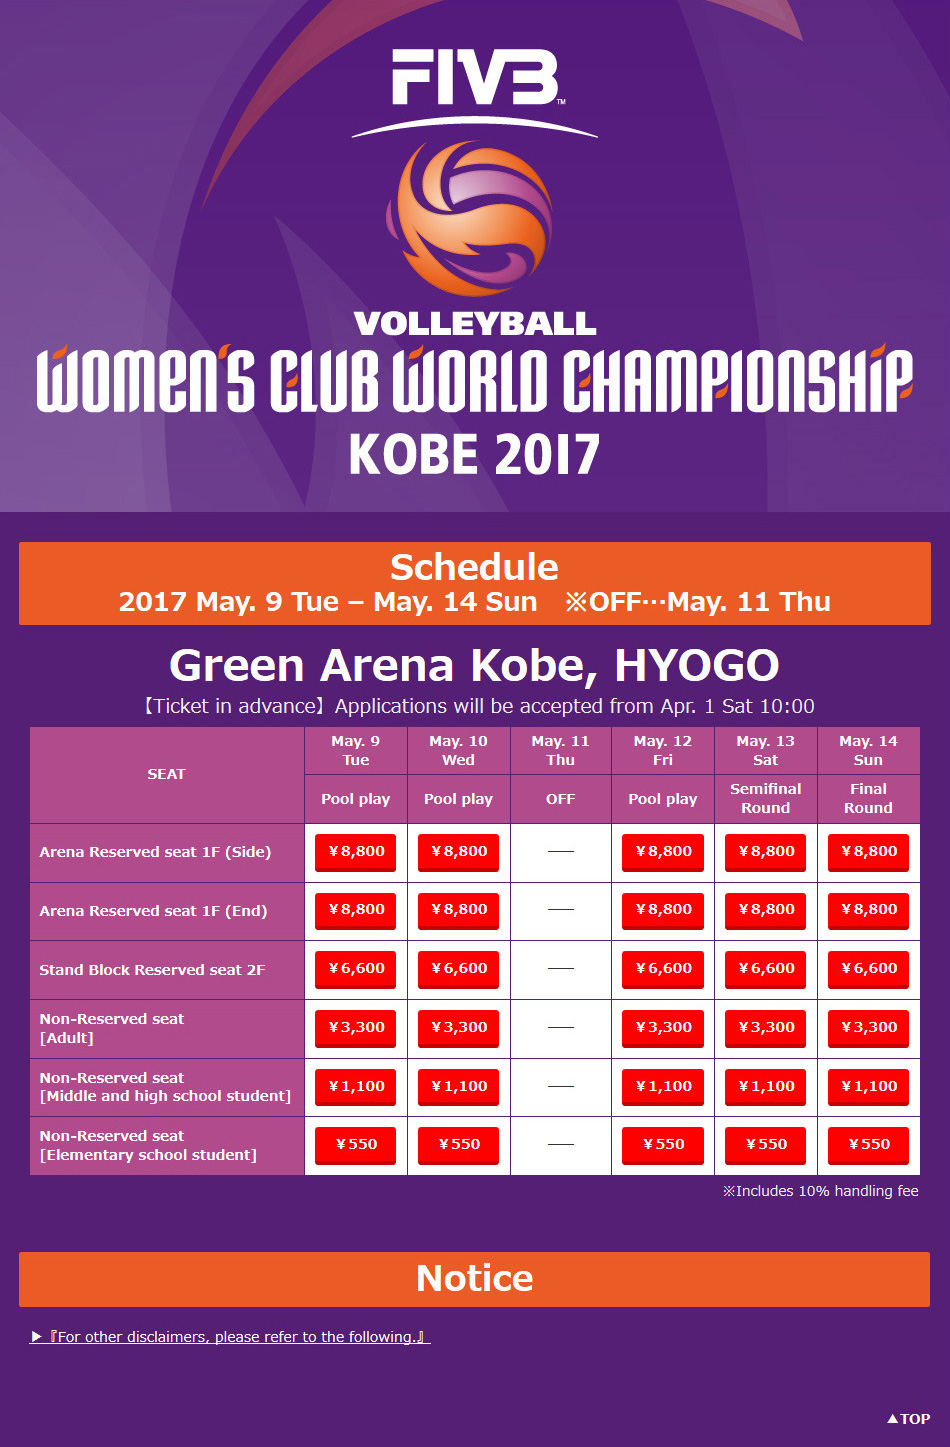 FIVB TM
VOLLEYBALL
WOMEN'S CLUB WORLD CHAMPIONSHIP
KOBE 2017
Schedule
2017 May. 9 Tue – May. 14 Sun ※OFF…May. 11 Thu
Green Arena Kobe, HYOGO
【Ticket in advance】Applications will be accepted from Apr. 1 Sat 10:00
SEAT
May. 9
Tue
May. 10
Wed
May. 11
Thu
May. 12
Fri
May. 13
Sat
May. 14
Sun
Pool play
Pool play
OFF
Pool play
Semifinal
Round
Final
Round
Arena Reserved seat 1F (Side)
¥8,800 ¥8,800 — ¥8,800 ¥8,800 ¥8,800
Arena Reserved seat 1F (End)
¥8,800 ¥8,800 — ¥8,800 ¥8,800 ¥8,800
Stand Block Reserved seat 2F
¥6,600 ¥6,600 — ¥6,600 ¥6,600 ¥6,600
Non-Reserved seat
[Adult]
¥3,300 ¥3,300 — ¥3,300 ¥3,300 ¥3,300
Non-Reserved seat
[Middle and high school student]
¥1,100 ¥1,100 — ¥1,100 ¥1,100 ¥1,100
Non-Reserved seat
[Elementary school student]
¥550 ¥550 — ¥550 ¥550 ¥550
※Includes 10% handling fee
Notice
▶『For other disclaimers, please refer to the following.』
▲TOP